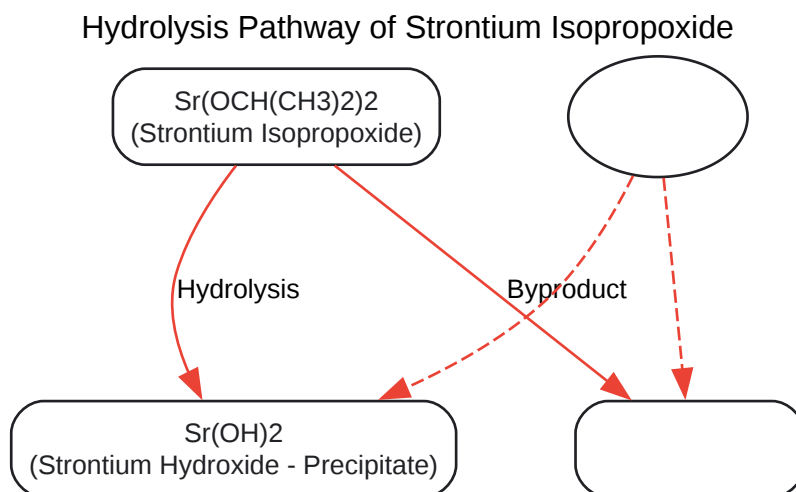 Hydrolysis Pathway of Strontium Isopropoxide
Sr(OCH(CH3)2)2
(Strontium Isopropoxide)
Hydrolysis
Byproduct
Sr(OH)2
(Strontium Hydroxide - Precipitate)